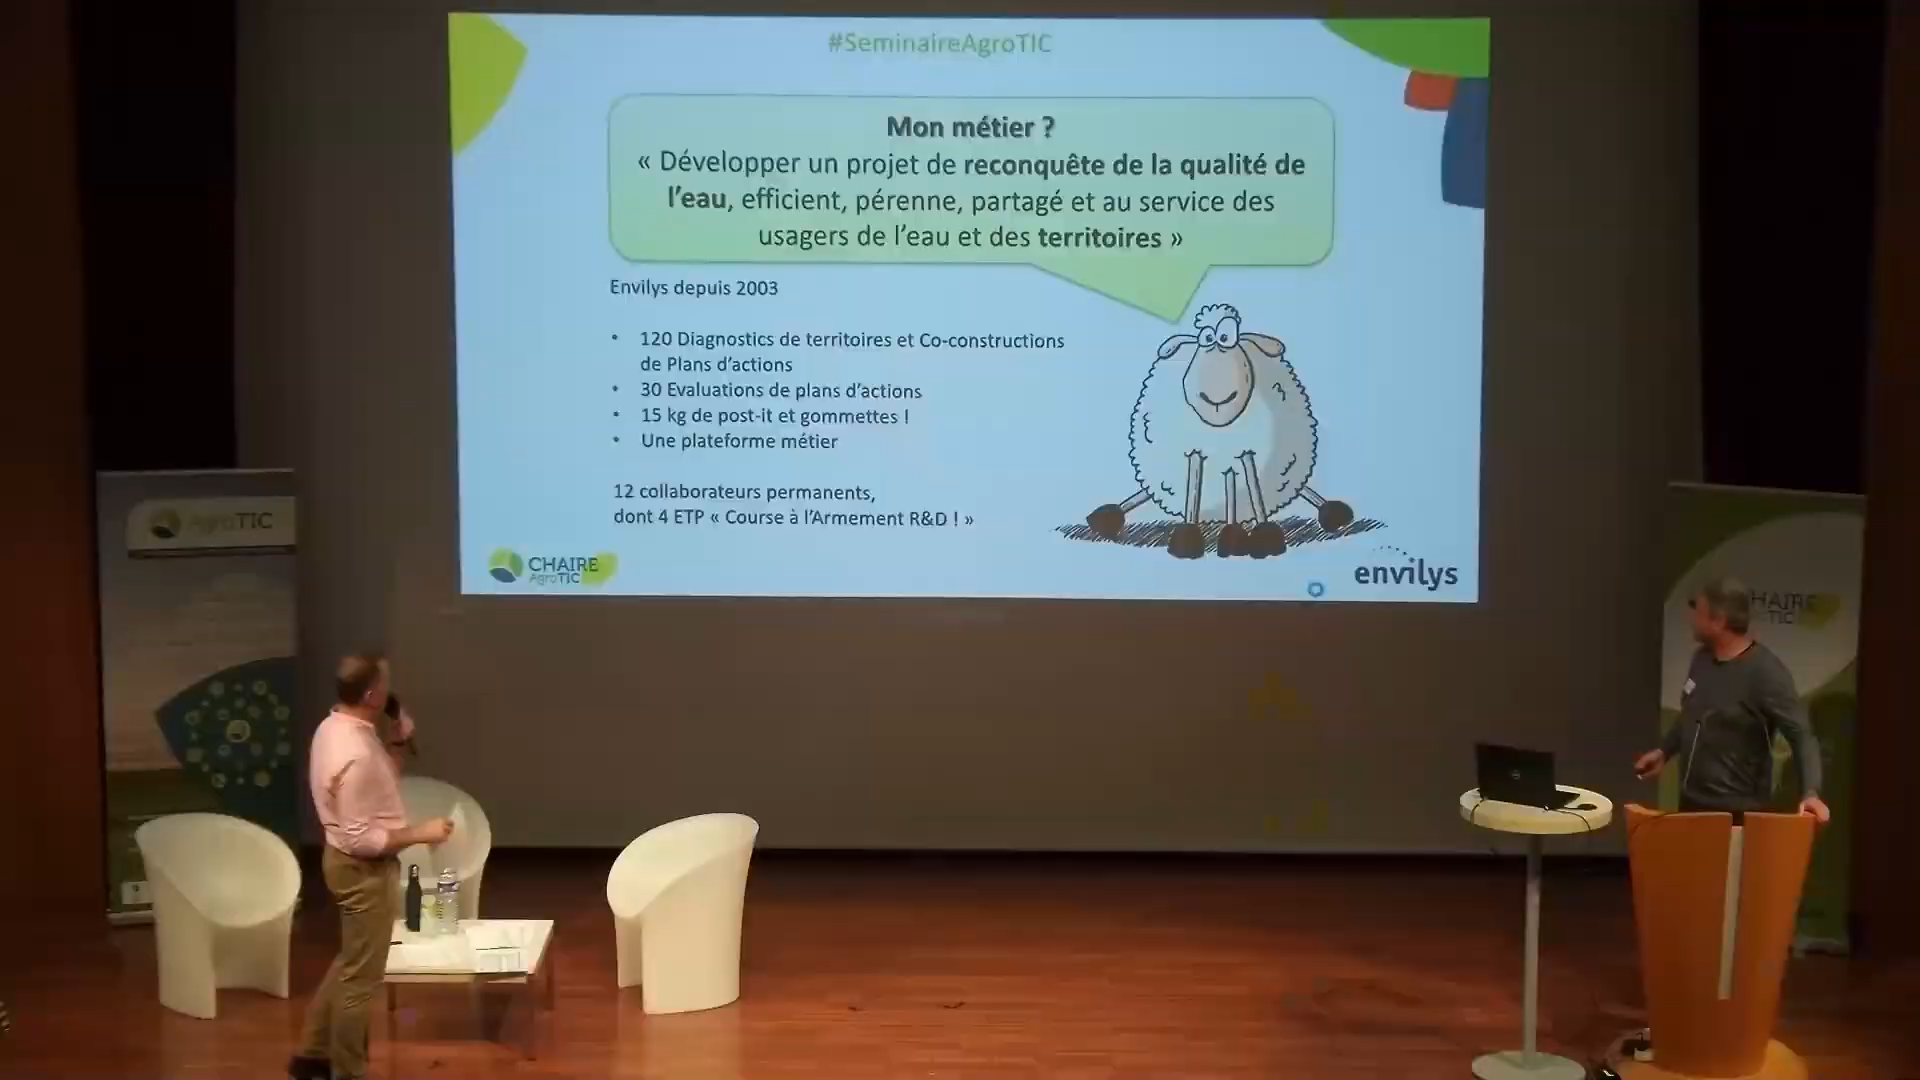 #SeminaireAgroTIC
Mon métier ?
« Développer un projet de reconquête de la qualité de
l'eau, efficient, pérenne, partagé et au service des
usagers de l'eau et des territoires »
Envilys depuis 2003
• 120 Diagnostics de territoires et Co-constructions
de Plans d'actions
• 30 Evaluations de plans d'actions
• 15 kg de post-it et gommettes !
• Une plateforme métier
12 collaborateurs permanents,
dont 4 ETP « Course à l'Armement R&D ! »
CHAIRE
AgroTIC
envilys
AgroTIC
HAIRE
TIC